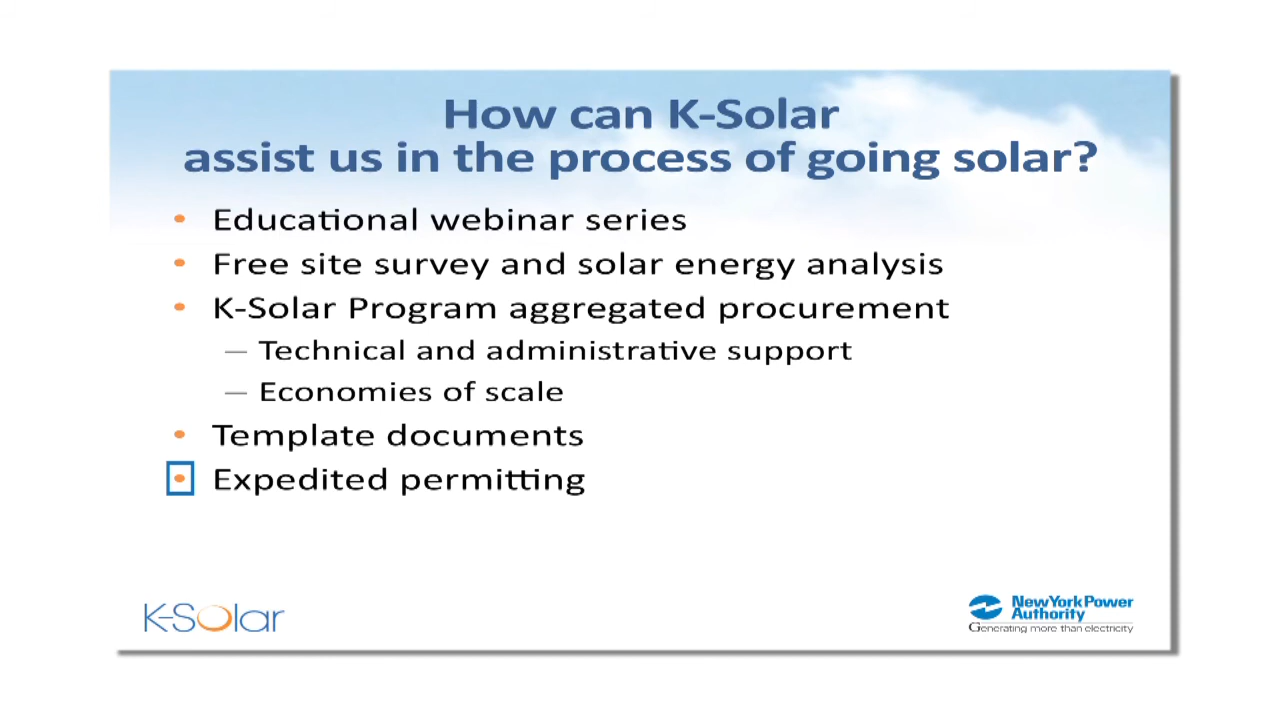 How can K-Solar
assist us in the process of going solar?
• Educational webinar series
• Free site survey and solar energy analysis
• K-Solar Program aggregated procurement
— Technical and administrative support
— Economies of scale
• Template documents
• Expedited permitting
K-Solar
New York Power
Authority
Generating more than electricity